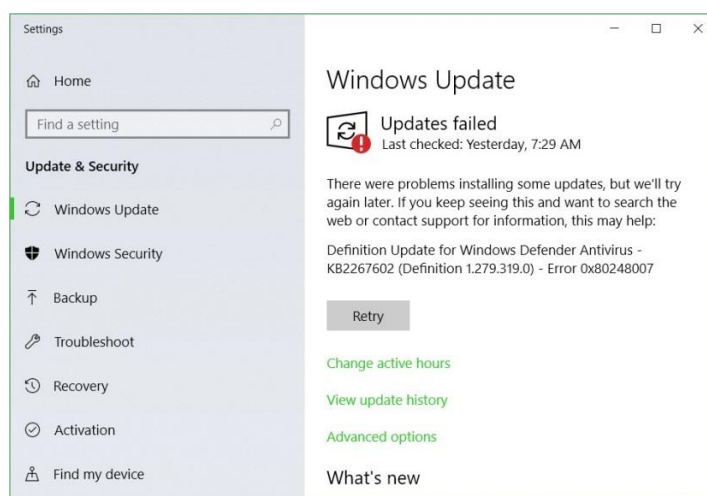 Settings
Home
Find a setting
Update & Security
Windows Update
Windows Security
Backup
Troubleshoot
Recovery
Activation
Find my device
Windows Update
Updates failed
Last checked: Yesterday, 7:29 AM
There were problems installing some updates, but we'll try
again later. If you keep seeing this and want to search the
web or contact support for information, this may help:
Definition Update for Windows Defender Antivirus -
KB2267602 (Definition 1.279.319.0) - Error 0x80248007
Retry
Change active hours
View update history
Advanced options
What's new